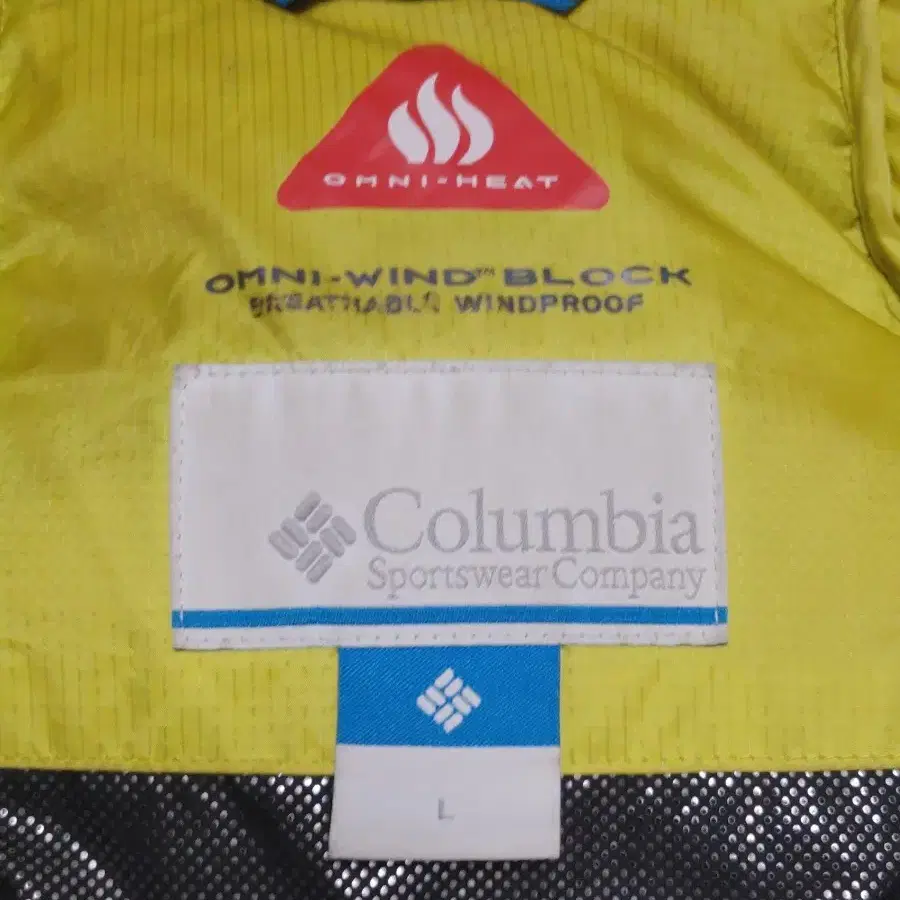 OMNI-HEAT
OMNI-WIND™ BLOCK
BREATHABLE WINDPROOF
Columbia
Sportswear Company
L